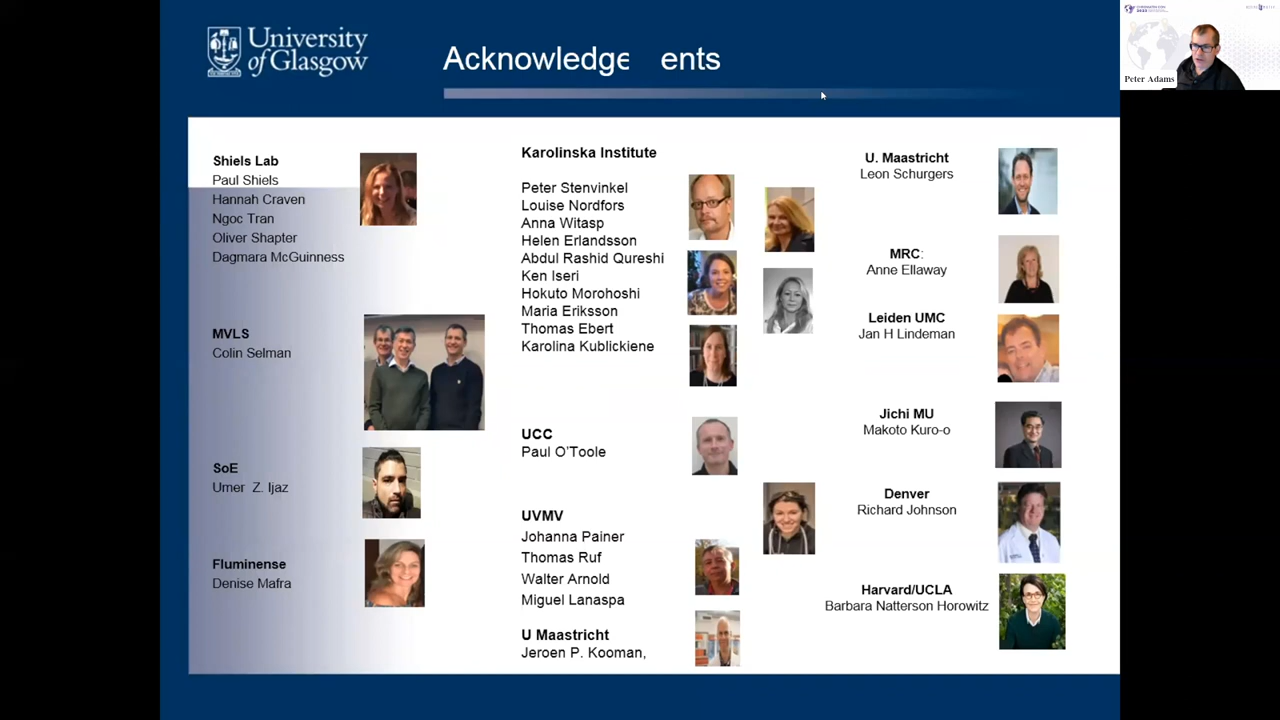 University
of Glasgow
Acknowledge ents
Shiels Lab
Paul Shiels
Hannah Craven
Ngoc Tran
Oliver Shapter
Dagmara McGuinness
MVLS
Colin Selman
SoE
Umer Z. Ijaz
Fluminense
Denise Mafra
Karolinska Institute
Peter Stenvinkel
Louise Nordfors
Anna Witasp
Helen Erlandsson
Abdul Rashid Qureshi
Ken Iseri
Hokuto Morohoshi
Maria Eriksson
Thomas Ebert
Karolina Kublickiene
UCC
Paul O'Toole
UVMV
Johanna Painer
Thomas Ruf
Walter Arnold
Miguel Lanaspa
U Maastricht
Jeroen P. Kooman,
U. Maastricht
Leon Schurgers
MRC:
Anne Ellaway
Leiden UMC
Jan H Lindeman
Jichi MU
Makoto Kuro-o
Denver
Richard Johnson
Harvard/UCLA
Barbara Natterson Horowitz
Peter Adams